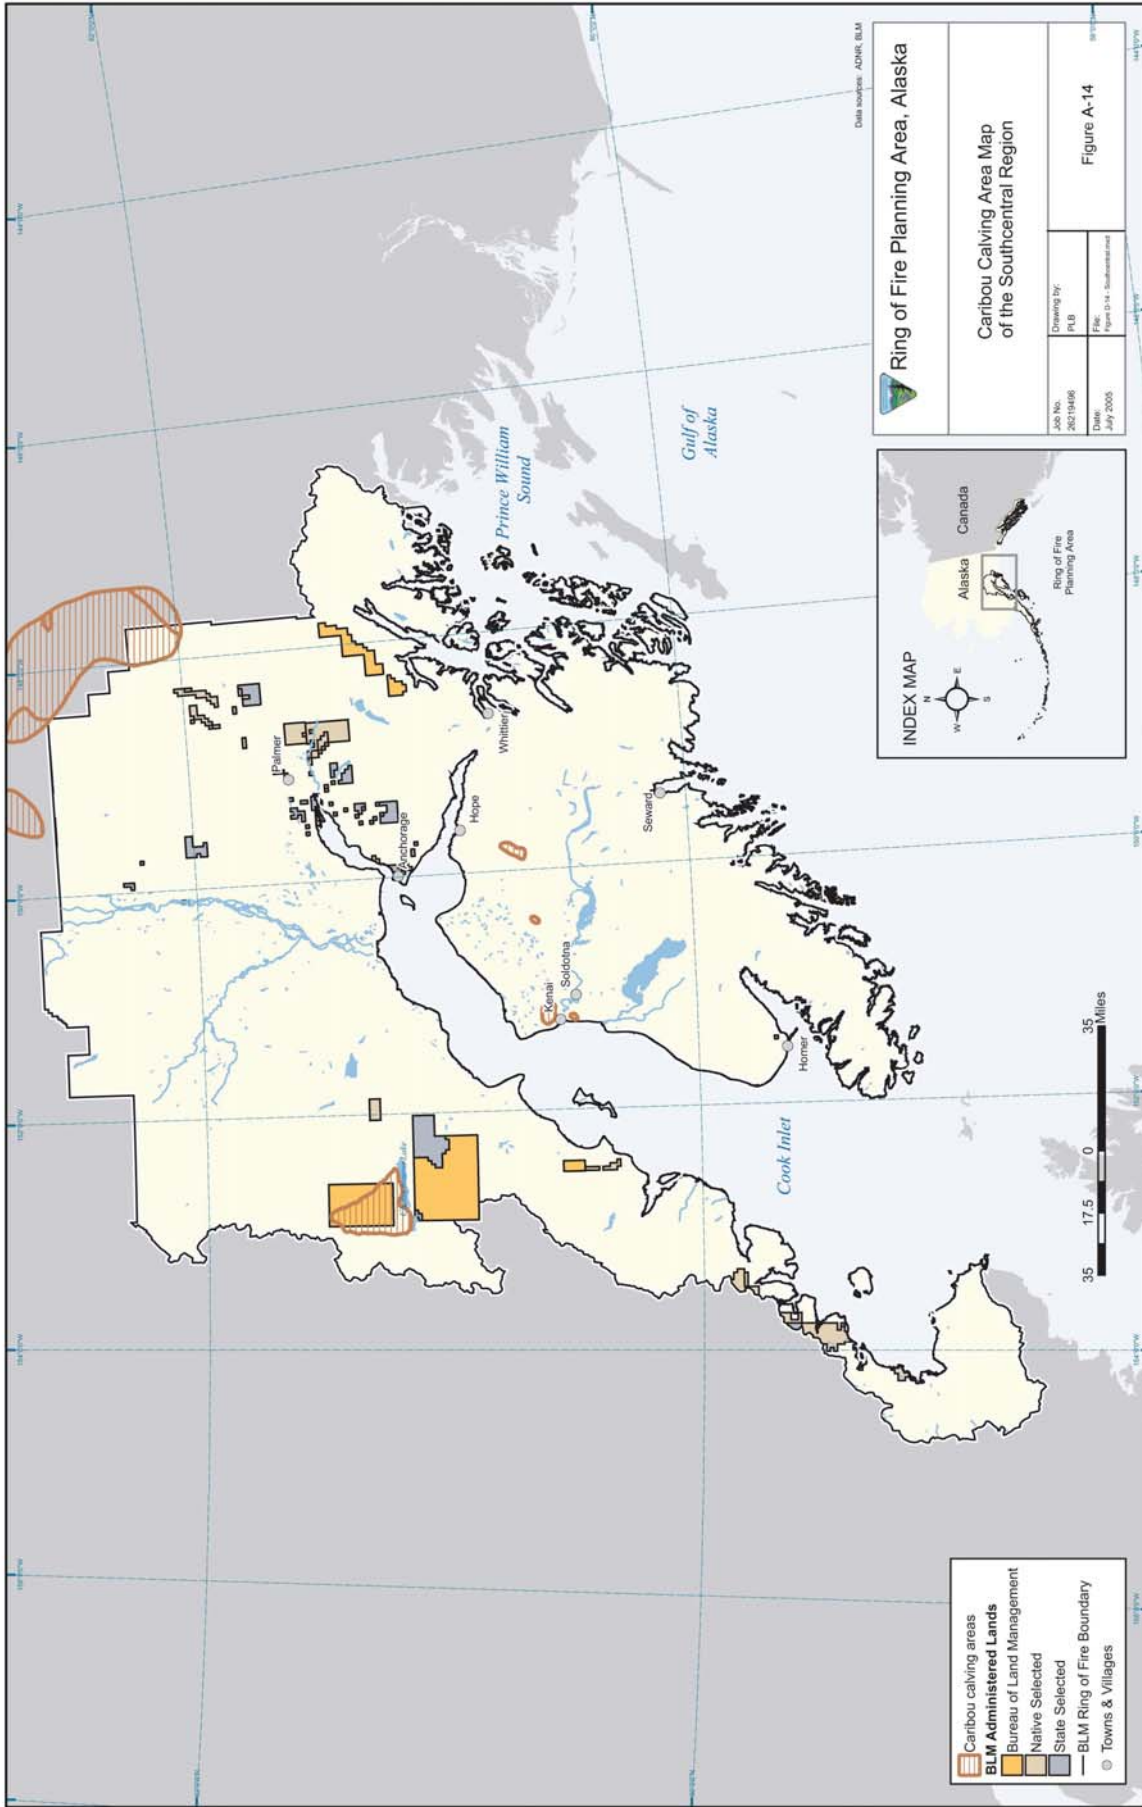 Data sources: ADNR, BLM
Ring of Fire Planning Area, Alaska
Caribou Calving Area Map
of the Southcentral Region
Job No.
26219496
Drawing by:
PLB
Date:
July 2005
File:
Figure A-14
INDEX MAP
N
W
E
S
Alaska
Canada
Ring of Fire
Planning Area
Caribou calving areas
BLM Administered Lands
Bureau of Land Management
Native Selected
State Selected
BLM Ring of Fire Boundary
Towns & Villages
35
17.5
0
35
Miles
Palmer
Anchorage
Hope
Whittier
Kenai
Soldotna
Seward
Homer
Prince William
Sound
Gulf of
Alaska
Cook Inlet